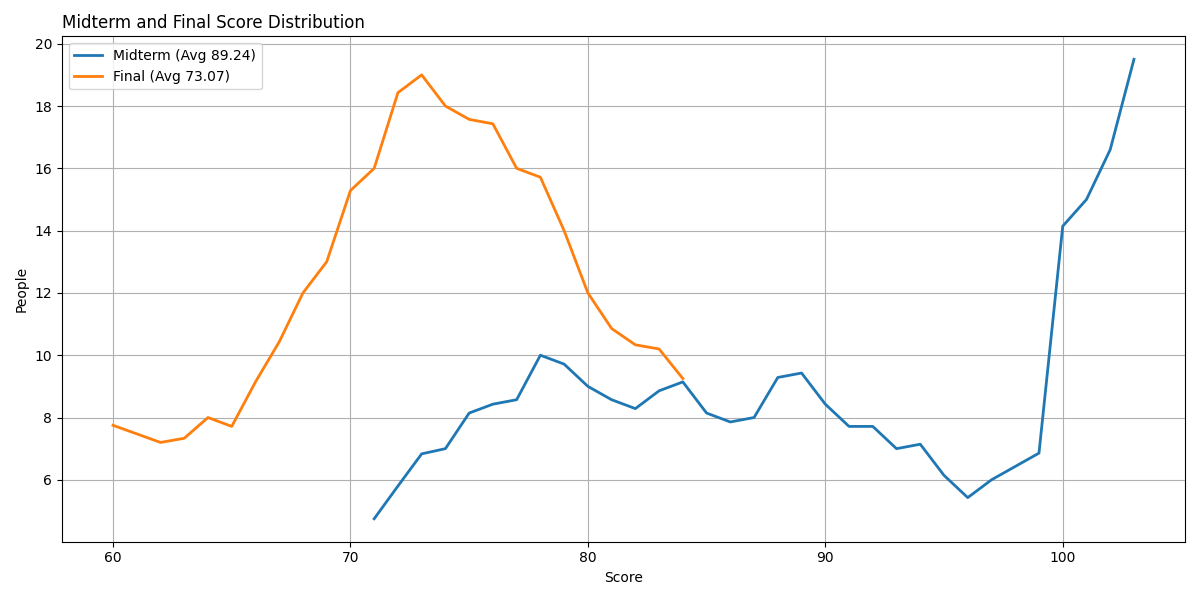 Midterm and Final Score Distribution
Midterm (Avg 89.24)
Final (Avg 73.07)
People
20
18
16
14
12
10
8
6
60 70 80 90 100
Score